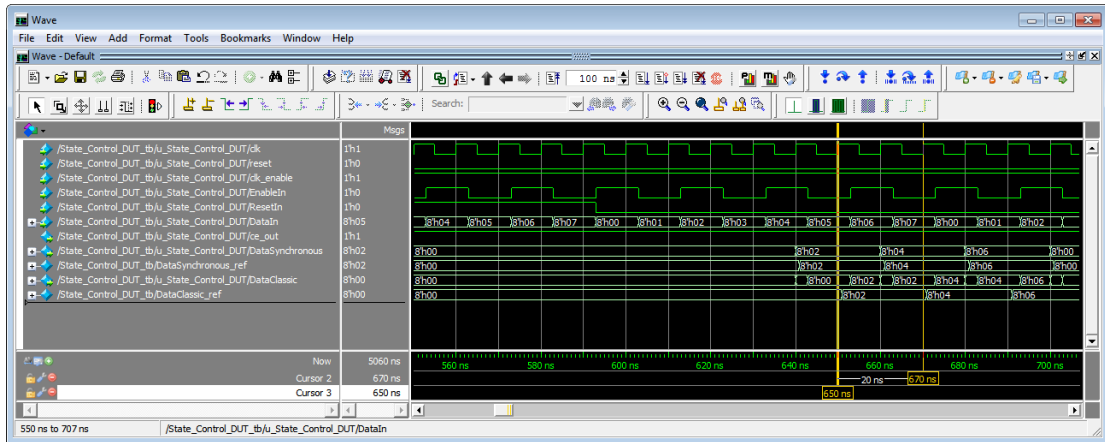 Wave
File Edit View Add Format Tools Bookmarks Window Help
Wave - Default
100 ns
Search:
Msgs
/State_Control_DUT_tb/u_State_Control_DUT/clk 1'h1
/State_Control_DUT_tb/u_State_Control_DUT/reset 1'h0
/State_Control_DUT_tb/u_State_Control_DUT/clk_enable 1'h1
/State_Control_DUT_tb/u_State_Control_DUT/EnableIn 1'h0
/State_Control_DUT_tb/u_State_Control_DUT/ResetIn 1'h0
/State_Control_DUT_tb/u_State_Control_DUT/DataIn 8'h05 8'h04 8'h05 8'h06 8'h07 8'h00 8'h01 8'h02 8'h03 8'h04 8'h05 8'h06 8'h07 8'h00 8'h01 8'h02
/State_Control_DUT_tb/u_State_Control_DUT/ce_out 1'h1
/State_Control_DUT_tb/u_State_Control_DUT/DataSynchronous 8'h02 8'h00 8'h02 8'h04 8'h06 8'h00
/State_Control_DUT_tb/DataSynchronous_ref 8'h02 8'h00 8'h02 8'h04 8'h06 8'h00
/State_Control_DUT_tb/u_State_Control_DUT/DataClassic 8'h00 8'h00 8'h00 8'h02 8'h02 8'h04 8'h04 8'h06
/State_Control_DUT_tb/DataClassic_ref 8'h00 8'h00 8'h02 8'h04 8'h06
Now 5060 ns 560 ns 580 ns 600 ns 620 ns 640 ns 660 ns 680 ns 700 ns
Cursor 2 670 ns 20 ns 670 ns
Cursor 3 650 ns 650 ns
550 ns to 707 ns /State_Control_DUT_tb/u_State_Control_DUT/DataIn